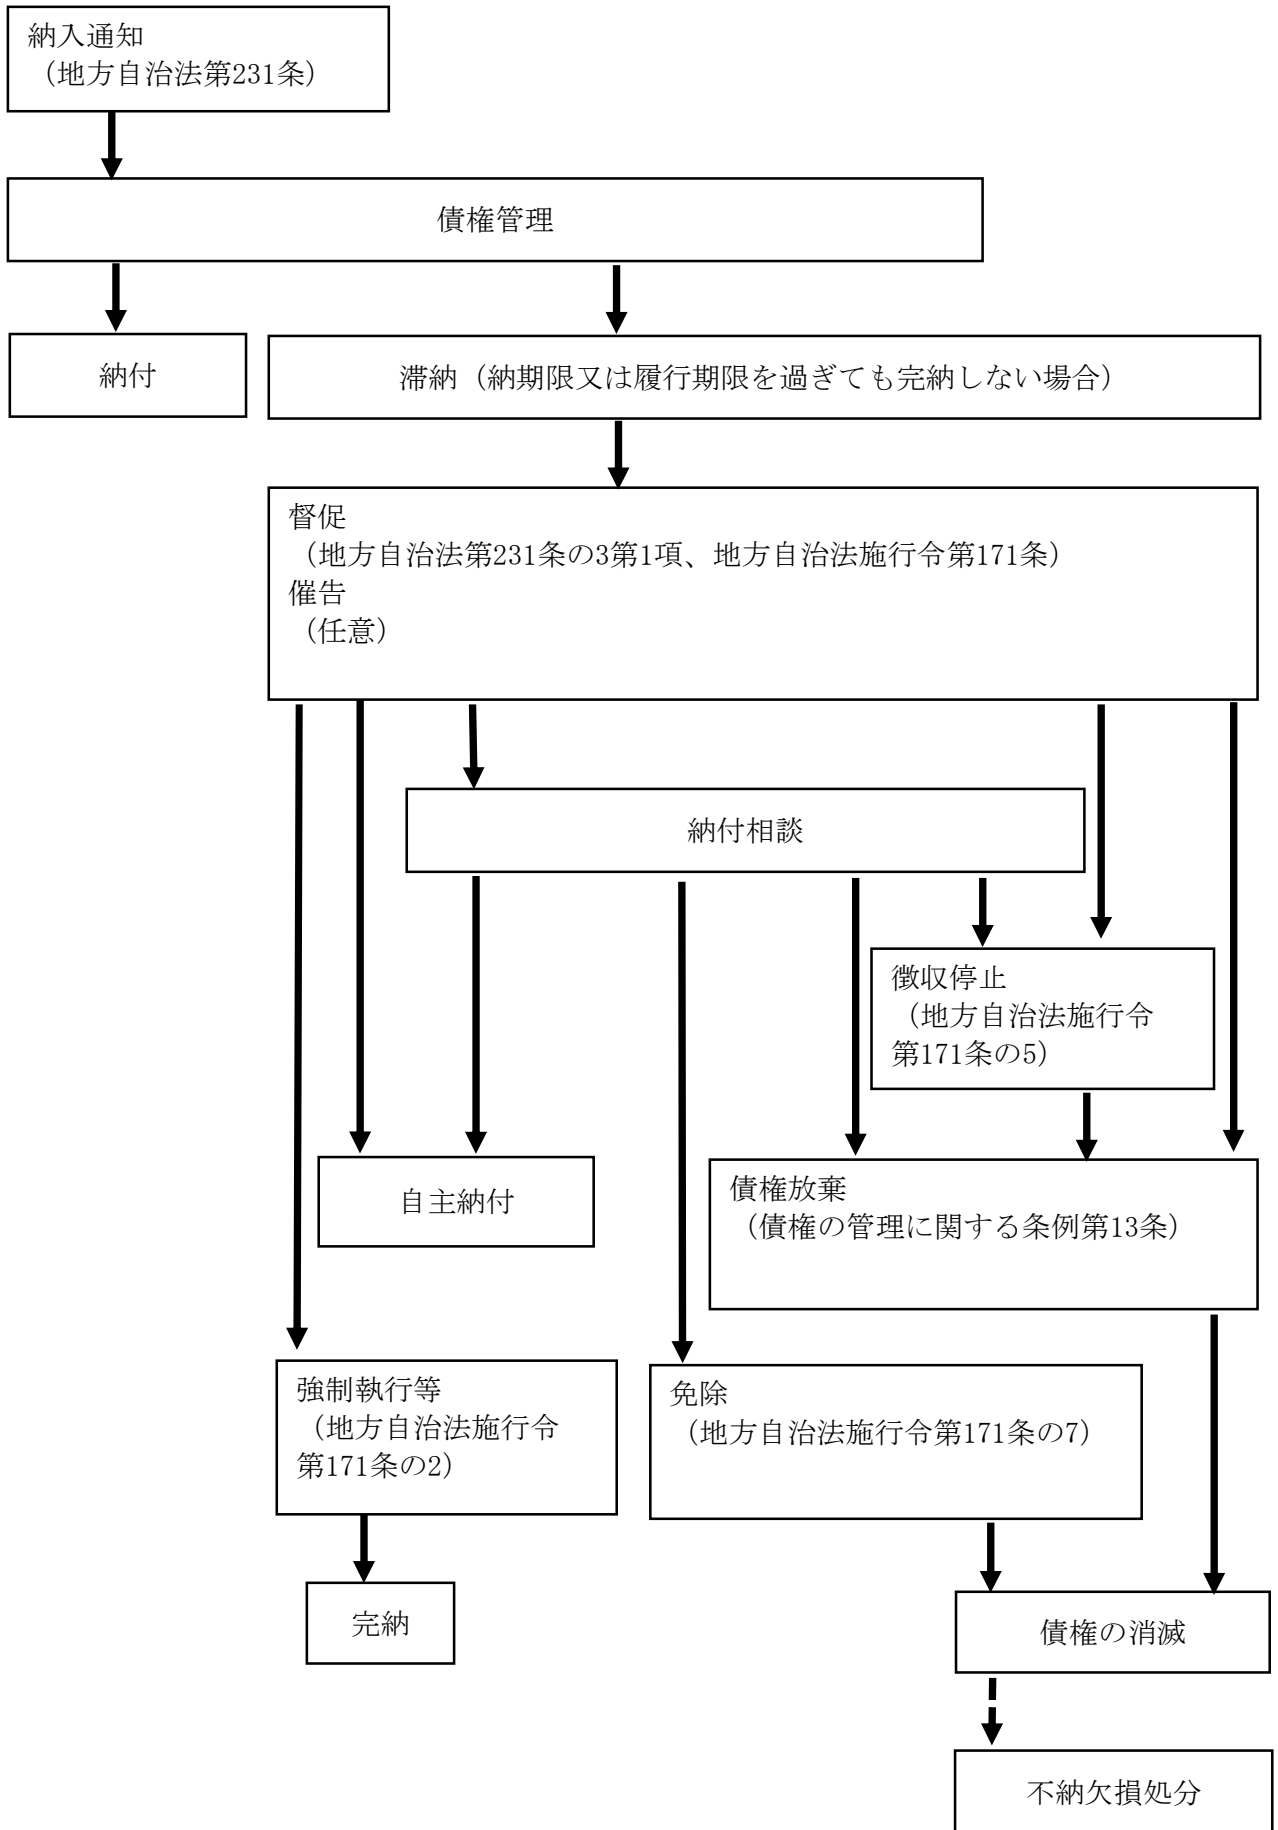 納入通知
（地方自治法第231条）
債権管理
納付
滞納（納期限又は履行期限を過ぎても完納しない場合）
督促
（地方自治法第231条の3第1項、地方自治法施行令第171条）
催告
（任意）
納付相談
徴収停止
（地方自治法施行令
第171条の5）
自主納付
債権放棄
（債権の管理に関する条例第13条）
強制執行等
（地方自治法施行令
第171条の2）
免除
（地方自治法施行令第171条の7）
完納
債権の消滅
不納欠損処分